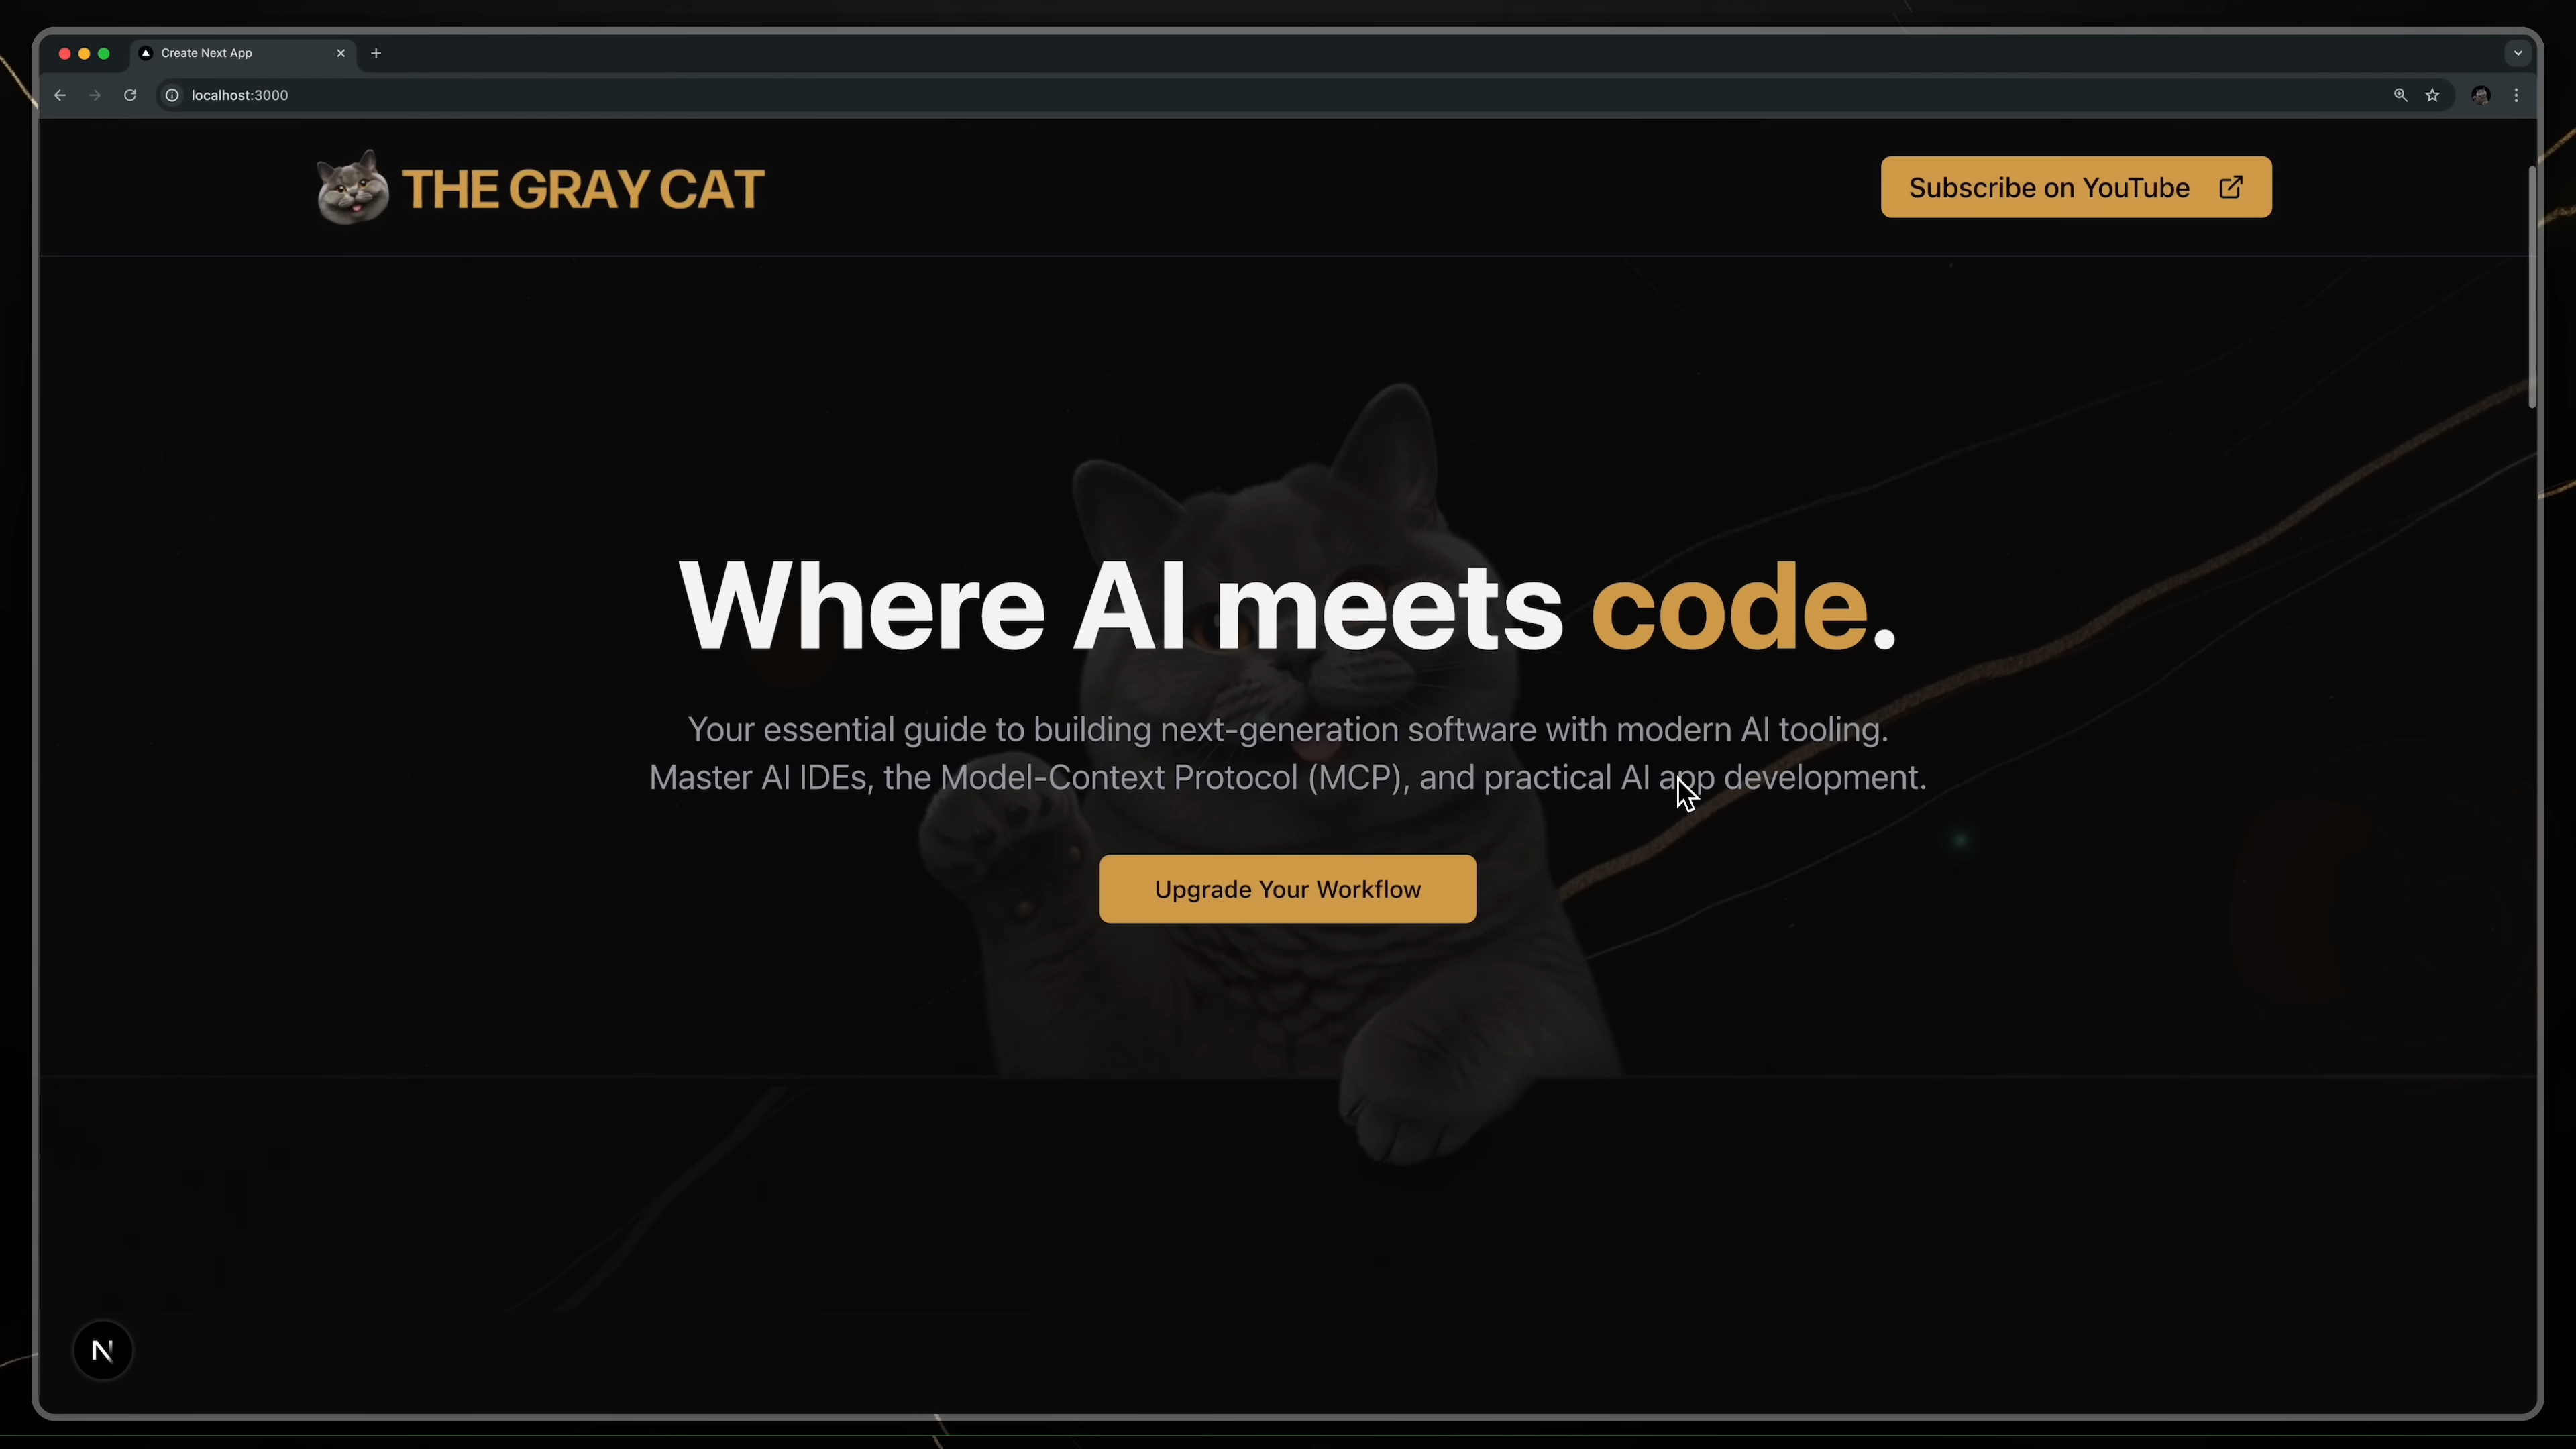 Create Next App
localhost:3000
THE GRAY CAT
Subscribe on YouTube
Where AI meets code.
Your essential guide to building next-generation software with modern AI tooling.
Master AI IDEs, the Model-Context Protocol (MCP), and practical AI app development.
Upgrade Your Workflow
N